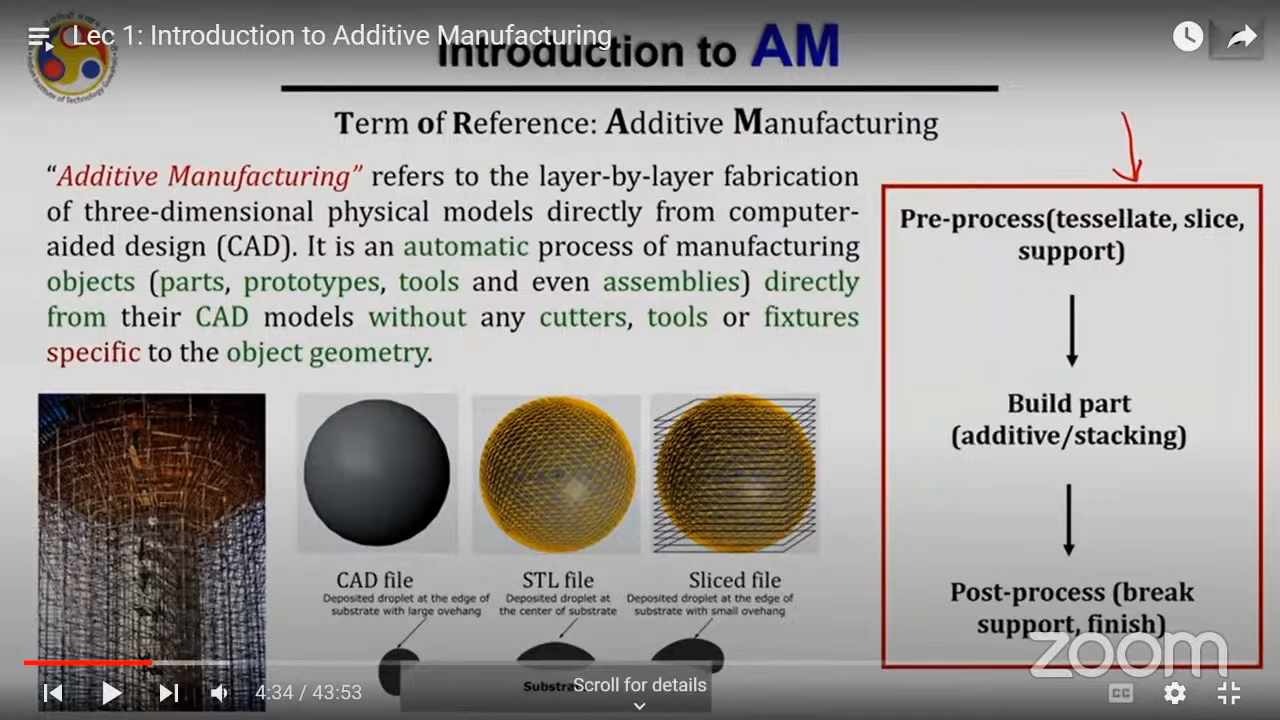 Lec 1: Introduction to Additive Manufacturing
Introduction to AM
Term of Reference: Additive Manufacturing
“Additive Manufacturing” refers to the layer-by-layer fabrication
of three-dimensional physical models directly from computer-
aided design (CAD). It is an automatic process of manufacturing
objects (parts, prototypes, tools and even assemblies) directly
from their CAD models without any cutters, tools or fixtures
specific to the object geometry.
Pre-process(tessellate, slice,
support)
Build part
(additive/stacking)
Post-process (break
support, finish)
CAD file
STL file
Sliced file
Deposited droplet at the edge of
substrate with large ovehang
Deposited droplet at
the center of substrate
Deposited droplet at the edge of
substrate with small ovehang
zoom
4:34 / 43:53
Scroll for details
CC